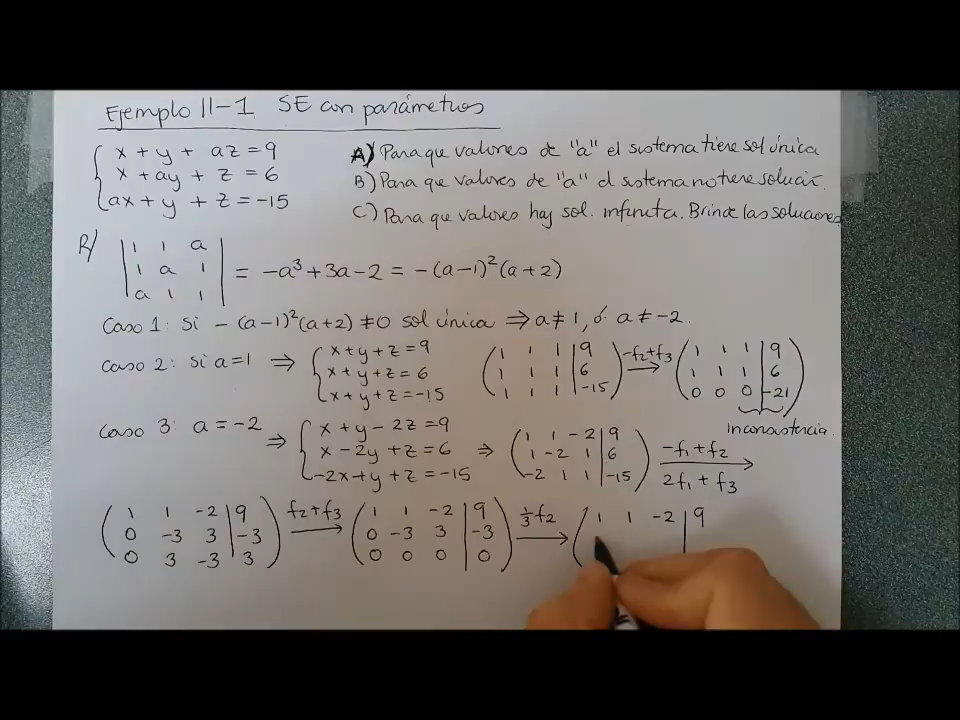 Ejemplo 11-1 SE con parámetros
x + y + az = 9
x + ay + z = 6
ax + y + z = -15
A) Para que valores de "a" el sistema tiene sol única
B) Para que valores de "a" el sistema no tiene solución.
C) Para que valores hay sol. infinita. Brinde las soluciones
R/ | 1 1 a |
| 1 a 1 | = -a³ + 3a - 2 = -(a-1)²(a+2)
| a 1 1 |
Caso 1: si -(a-1)²(a+2) ≠ 0 sol única ⇒ a ≠ 1, ó a ≠ -2.
Caso 2: si a = 1 ⇒
x + y + z = 9
x + y + z = 6
x + y + z = -15
( 1 1 1 | 9 )
( 1 1 1 | 6 )
( 1 1 1 | -15 )
-f2+f3 →
( 1 1 1 | 9 )
( 1 1 1 | 6 )
( 0 0 0 | -21 )
inconsistencia.
Caso 3: a = -2 ⇒
x + y - 2z = 9
x - 2y + z = 6
-2x + y + z = -15
⇒
( 1 1 -2 | 9 )
( 1 -2 1 | 6 )
( -2 1 1 | -15 )
-f1 + f2
2f1 + f3 →
( 1 1 -2 | 9 )
( 0 -3 3 | -3 )
( 0 3 -3 | 3 )
f2+f3 →
( 1 1 -2 | 9 )
( 0 -3 3 | -3 )
( 0 0 0 | 0 )
⅓f2 →
( 1 1 -2 | 9